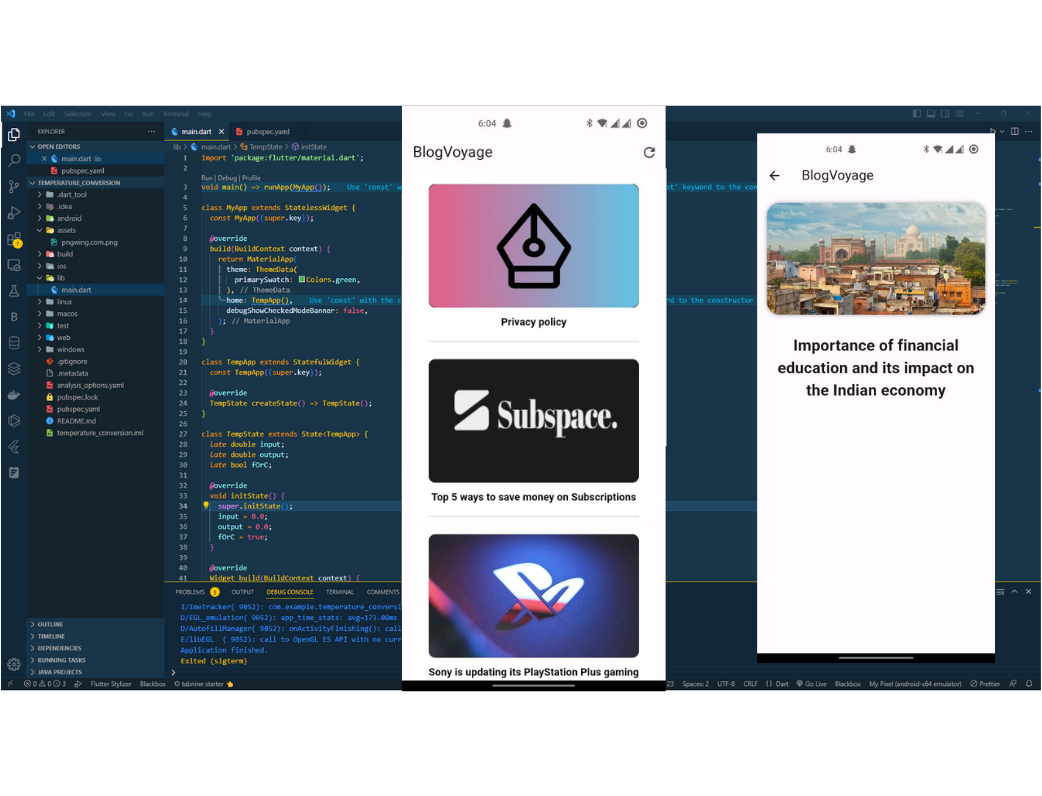 File Edit Selection View Go Run Terminal Help
EXPLORER
OPEN EDITORS
main.dart lib
pubspec.yaml
TEMPERATURE_CONVERSION
.dart_tool
.idea
android
assets
pngwing.com.png
build
ios
lib
main.dart
linux
macos
test
web
windows
.gitignore
.metadata
analysis_options.yaml
pubspec.lock
pubspec.yaml
README.md
temperature_conversion.iml
OUTLINE
TIMELINE
DEPENDENCIES
RUNNING TASKS
JAVA PROJECTS
main.dart
pubspec.yaml
lib > main.dart > TempState > initState
1 import 'package:flutter/material.dart';
2
Run | Debug | Profile
3 void main() => runApp(MyApp()); Use 'const' w
4
5 class MyApp extends StatelessWidget {
6 const MyApp({super.key});
7
8 @override
9 build(BuildContext context) {
10 return MaterialApp(
11 theme: ThemeData(
12 primarySwatch: Colors.green,
13 ), // ThemeData
14 home: TempApp(), Use 'const' with the c
15 debugShowCheckedModeBanner: false,
16 ); // MaterialApp
17 }
18 }
19
20 class TempApp extends StatefulWidget {
21 const TempApp({super.key});
22
23 @override
24 TempState createState() => TempState();
25 }
26
27 class TempState extends State<TempApp> {
28 late double input;
29 late double output;
30 late bool fOrC;
31
32 @override
33 void initState() {
34 super.initState();
35 input = 0.0;
36 output = 0.0;
37 fOrC = true;
38 }
39
40 @override
41 Widget build(BuildContext context) {
st' keyword to the con
rd to the constructor
PROBLEMS 3 OUTPUT DEBUG CONSOLE TERMINAL COMMENTS
I/ImeTracker( 9052): com.example.temperature_conversi
D/EGL_emulation( 9052): app_time_stats: avg=173.00ms
D/AutofillManager( 9052): onActivityFinishing(): call
E/libEGL ( 9052): call to OpenGL ES API with no curr
Application finished.
Exited (sigterm)
0 0 3 Flutter Stylizer Blackbox tabnine starter
23 Spaces: 2 UTF-8 CRLF {} Dart Go Live Blackbox My Pixel (android-x64 emulator) Prettier
6:04
BlogVoyage
Privacy policy
Subspace.
Top 5 ways to save money on Subscriptions
Sony is updating its PlayStation Plus gaming
6:04
BlogVoyage
Importance of financial
education and its impact on
the Indian economy